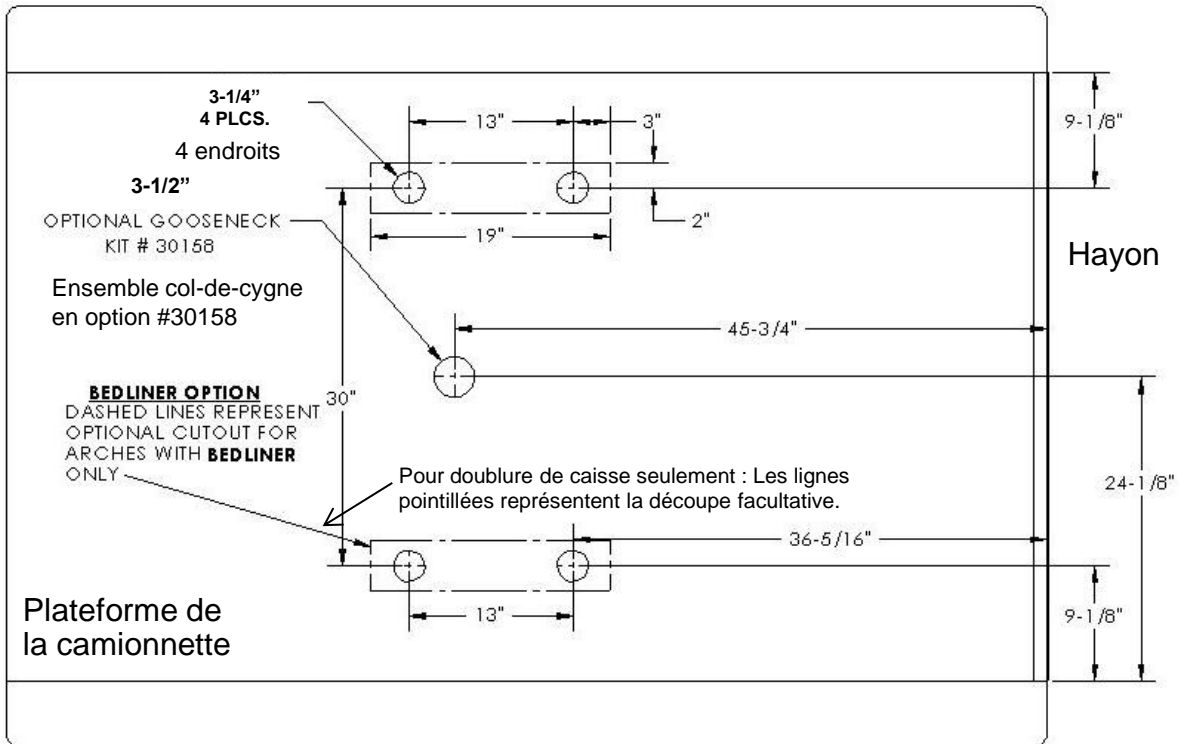 3-1/4”
4 PLCS.
4 endroits
3-1/2”
OPTIONAL GOOSENECK
KIT # 30158
Ensemble col-de-cygne
en option #30158
13"
3"
2"
19"
9-1/8"
Hayon
45-3/4"
30"
BEDLINER OPTION
DASHED LINES REPRESENT
OPTIONAL CUTOUT FOR
ARCHES WITH BEDLINER
ONLY
Pour doublure de caisse seulement : Les lignes
pointillées représentent la découpe facultative.
24-1/8"
36-5/16"
13"
9-1/8"
Plateforme de
la camionnette